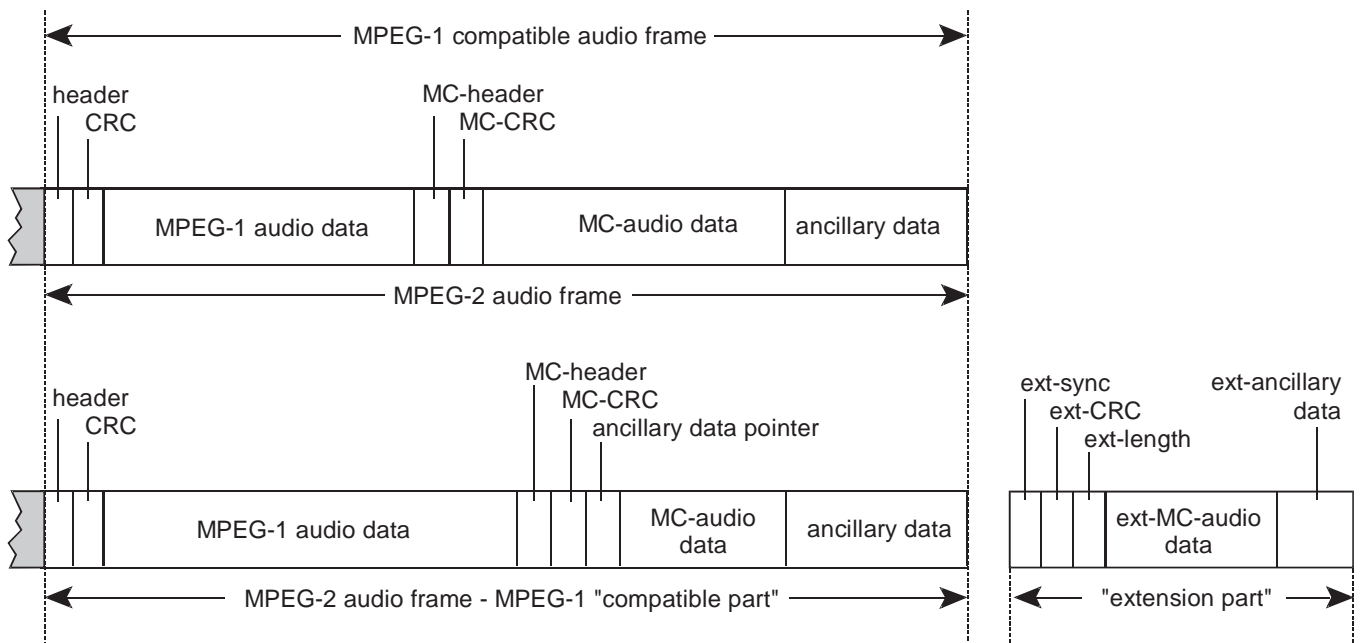 MPEG-1 compatible audio frame
header
CRC
MC-header
MC-CRC
MPEG-1 audio data
MC-audio data
ancillary data
MPEG-2 audio frame
header
CRC
MC-header
MC-CRC
ancillary data pointer
ext-sync
ext-CRC
ext-length
ext-ancillary
data
MPEG-1 audio data
MC-audio
data
ancillary data
ext-MC-audio
data
MPEG-2 audio frame - MPEG-1 "compatible part"
"extension part"